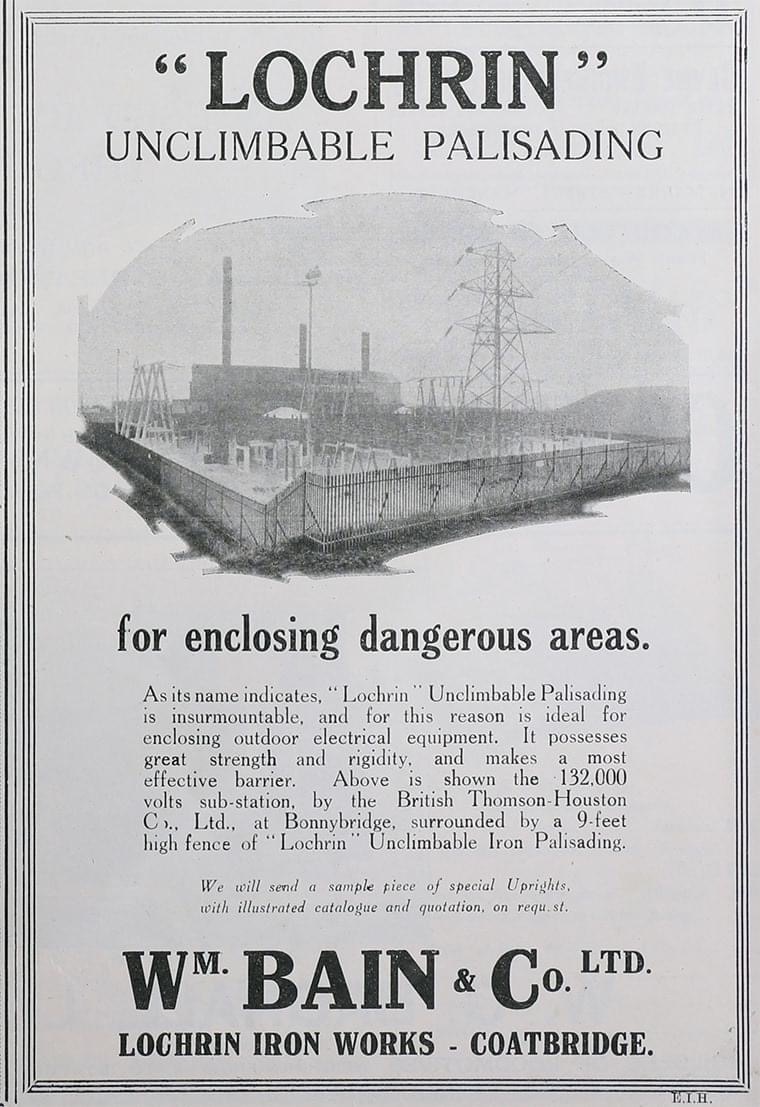 “LOCHRIN”
UNCLIMBABLE PALISADING
for enclosing dangerous areas.
As its name indicates, “Lochrin” Unclimbable Palisading
is insurmountable, and for this reason is ideal for
enclosing outdoor electrical equipment. It possesses
great strength and rigidity, and makes a most
effective barrier. Above is shown the 132,000
volts sub-station, by the British Thomson-Houston
Co., Ltd., at Bonnybridge, surrounded by a 9-feet
high fence of “Lochrin” Unclimbable Iron Palisading.
We will send a sample piece of special Uprights,
with illustrated catalogue and quotation, on requ.st.
WM. BAIN & Co. LTD.
LOCHRIN IRON WORKS - COATBRIDGE.
E.I.H.